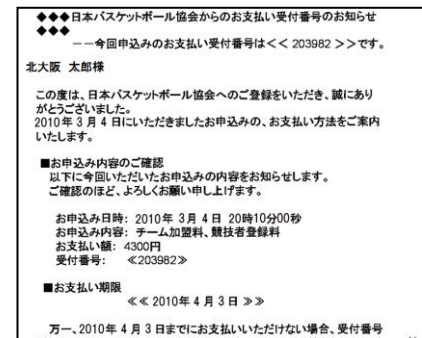 ◆◆◆日本バスケットボール協会からのお支払い受付番号のお知らせ
◆◆◆
－－今回申込みのお支払い受付番号は＜＜ 203982 ＞＞です。
北大阪 太郎様
この度は、日本バスケットボール協会へのご登録をいただき、誠にあり
がとうございました。
2010年 3 月 4 日にいただきましたお申込みの、お支払い方法をご案内
いたします。
■お申込み内容のご確認
以下に今回いただいたお申込みの内容をお知らせします。
ご確認のほど、よろしくお願い申し上げます。
お申込み日時： 2010年 3月 4 日 20時10分00秒
お申込み内容： チーム加盟料、競技者登録料
お支払い額： 4300円
受付番号： ≪203982≫
■お支払い期限
≪≪ 2010年 4 月 3 日 ≫≫
万一、2010年 4 月 3 日までにお支払いいただけない場合、受付番号